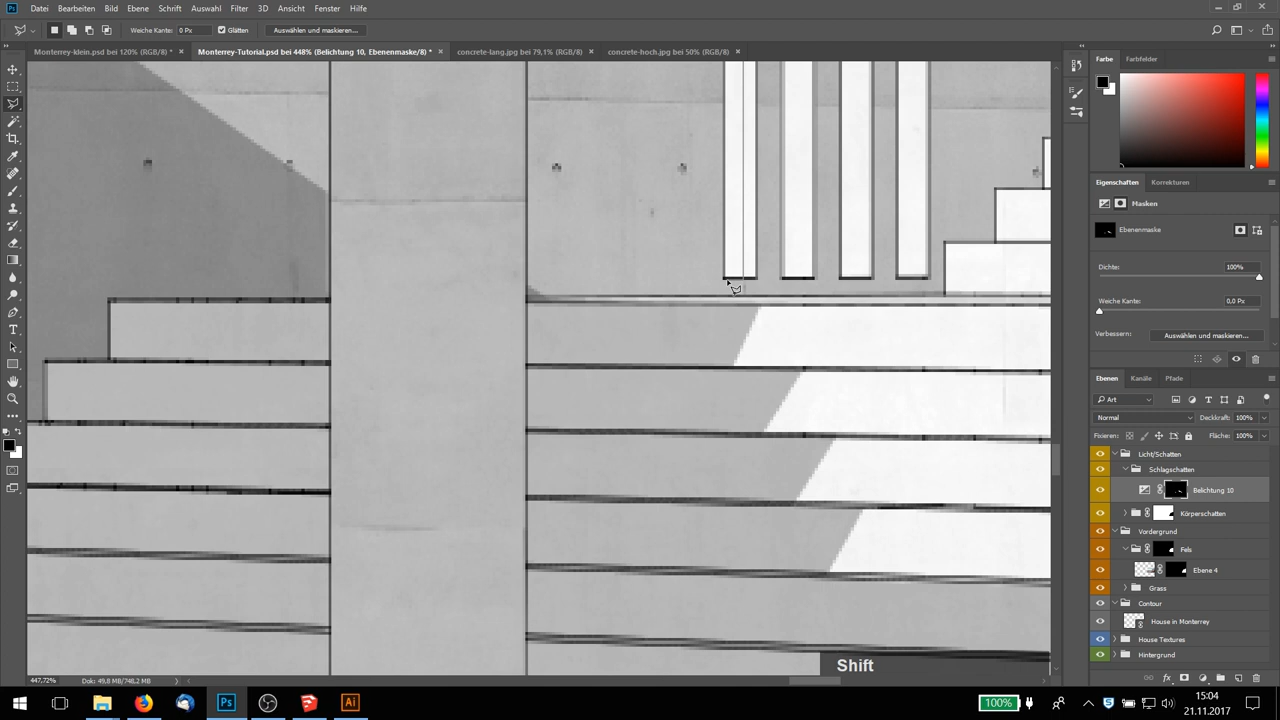 Datei Bearbeiten Bild Ebene Schrift Auswahl Filter 3D Ansicht Fenster Hilfe
Weiche Kante: 0 Px Glätten Auswählen und maskieren...
Monterrey-klein.psd bei 120% (RGB/8) * Monterrey-Tutorial.psd bei 448% (Belichtung 10, Ebenenmaske/8) * concrete-lang.jpg bei 79,1% (RGB/8) concrete-hoch.jpg bei 50% (RGB/8)
Farbe Farbfelder
Eigenschaften Korrekturen
Masken
Ebenenmaske
Dichte: 100%
Weiche Kante: 0,0 Px
Verbessern: Auswählen und maskieren...
Ebenen Kanäle Pfade
Art
Normal Deckkraft: 100%
Fixieren: Fläche: 100%
Licht/Schatten
Schlagschatten
Belichtung 10
Körperschatten
Vordergrund
Fels
Ebene 4
Grass
Contour
House in Monterrey
House Textures
Hintergrund
Shift
447,72% Dok: 49,8 MB/748,2 MB
fx
Ps Ai 100% 15:04
21.11.2017